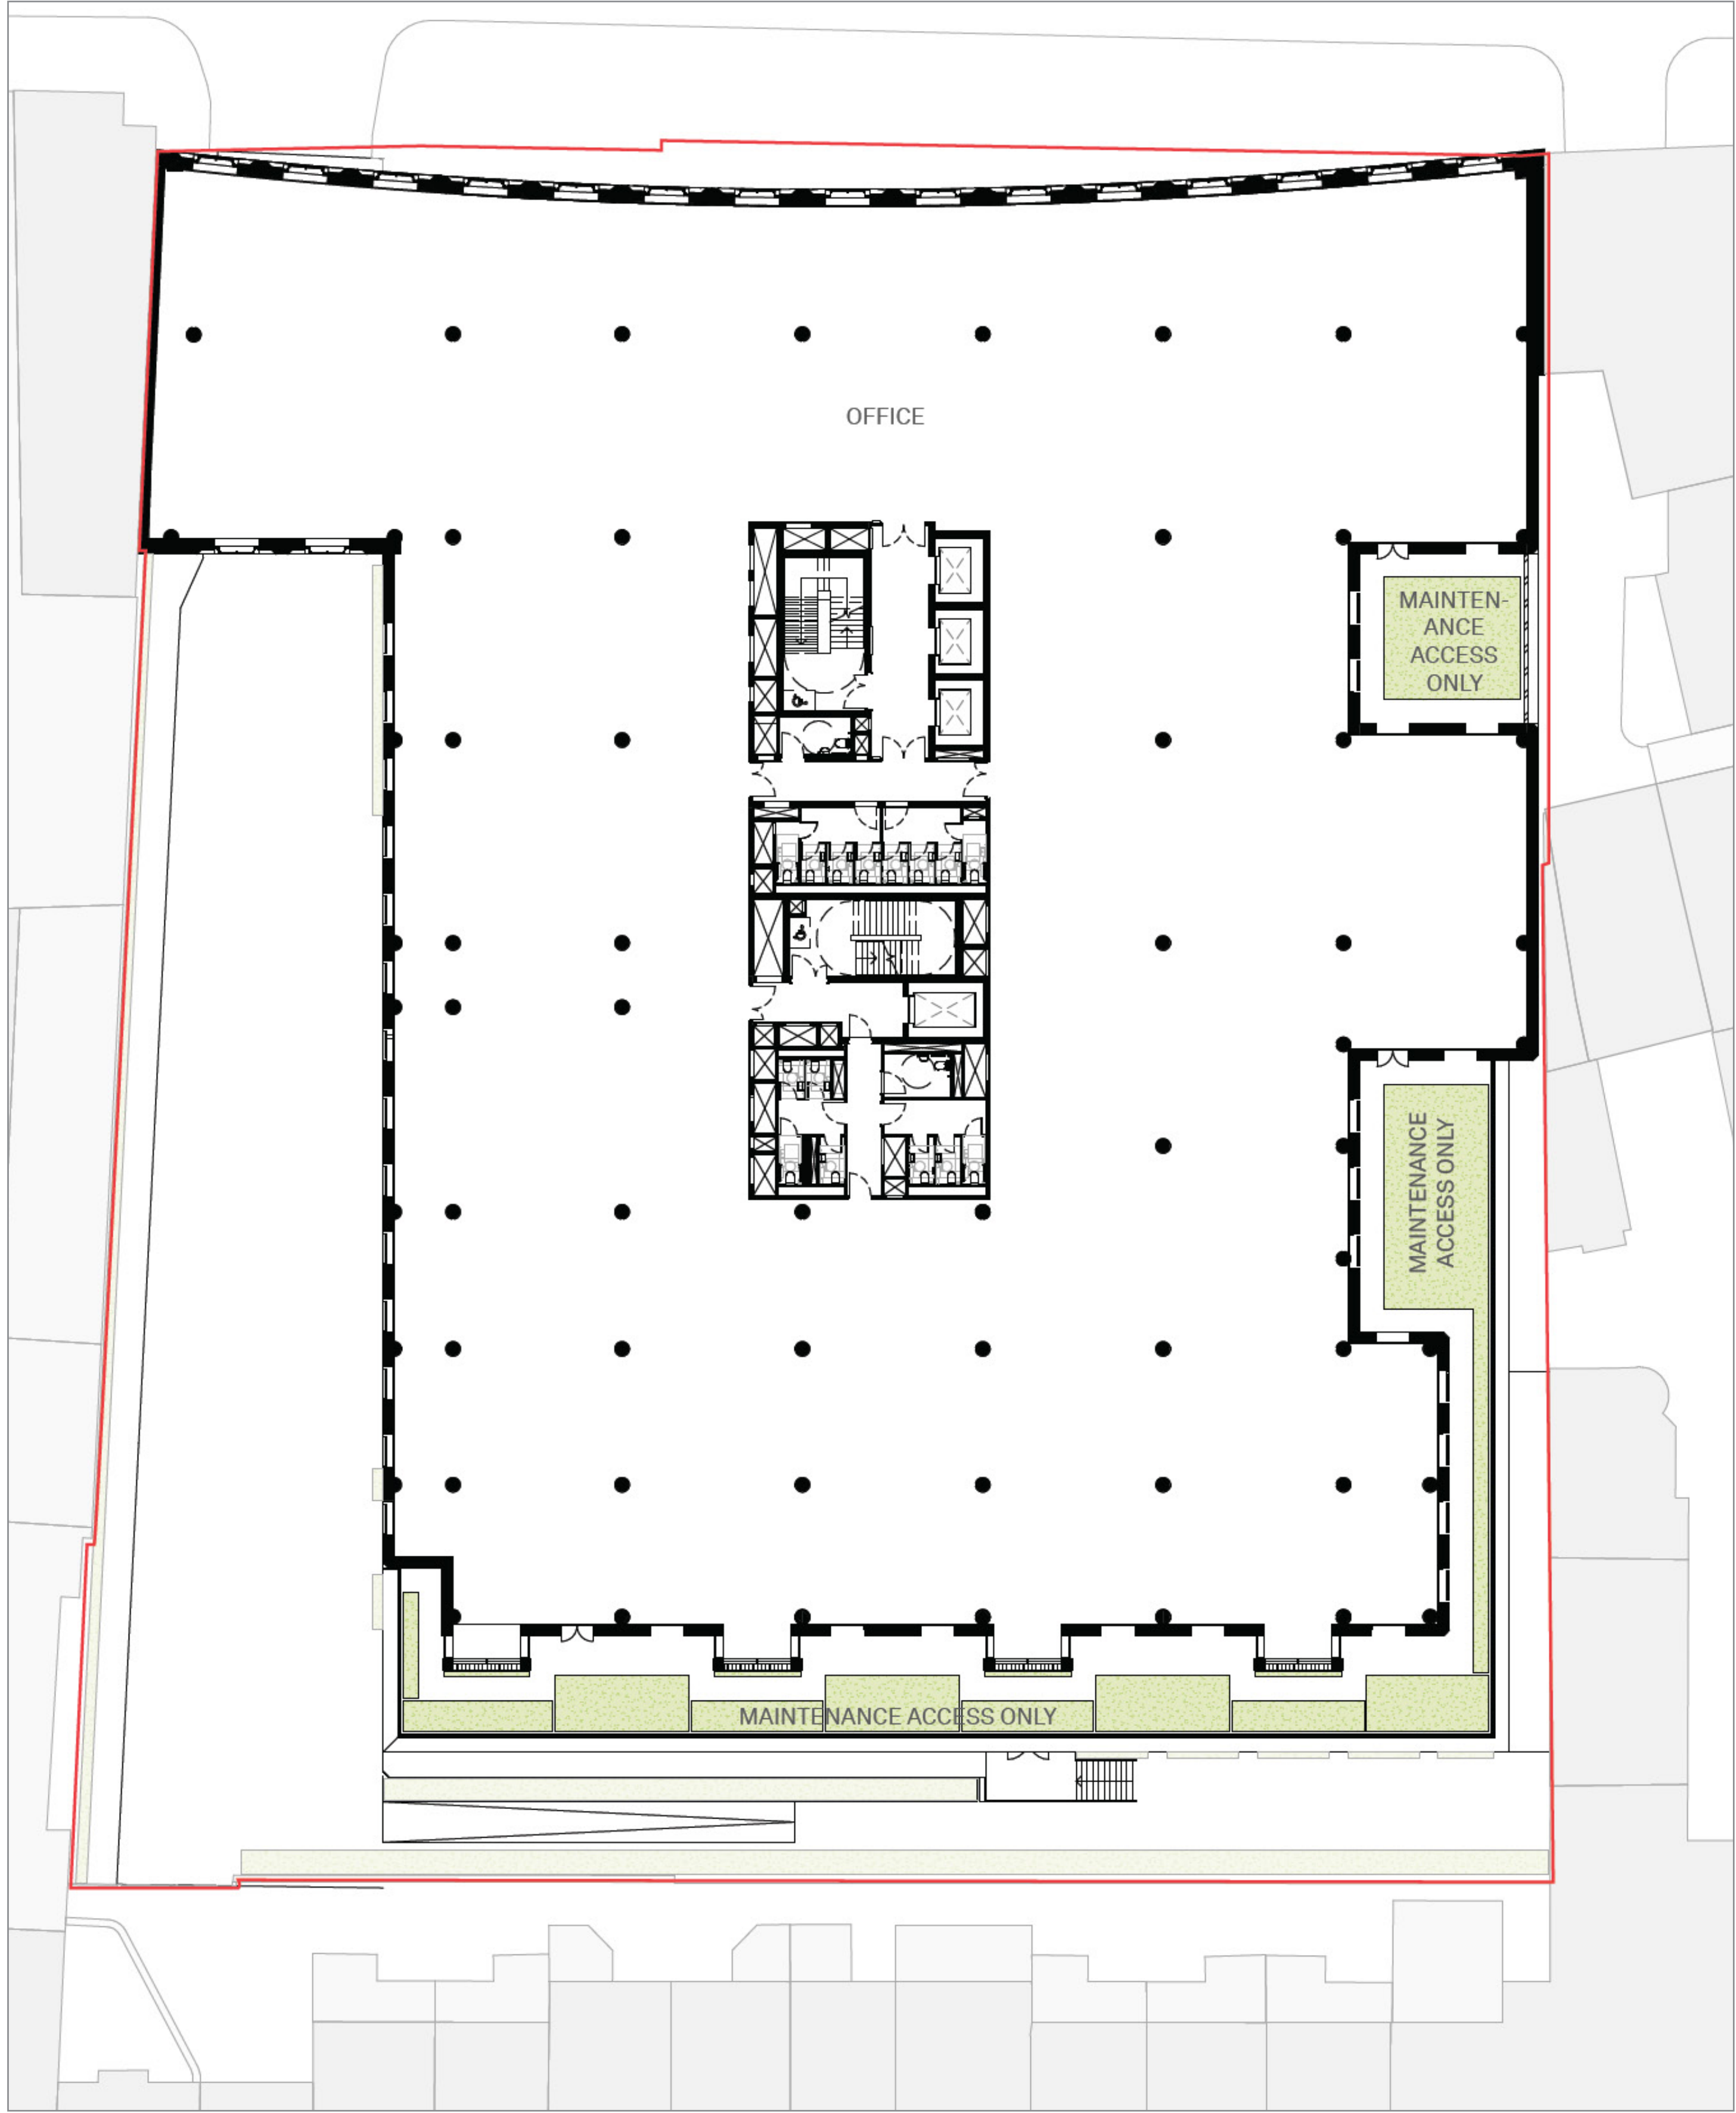 OFFICE
MAINTEN-
ANCE
ACCESS
ONLY
MAINTENANCE
ACCESS ONLY
MAINTENANCE ACCESS ONLY